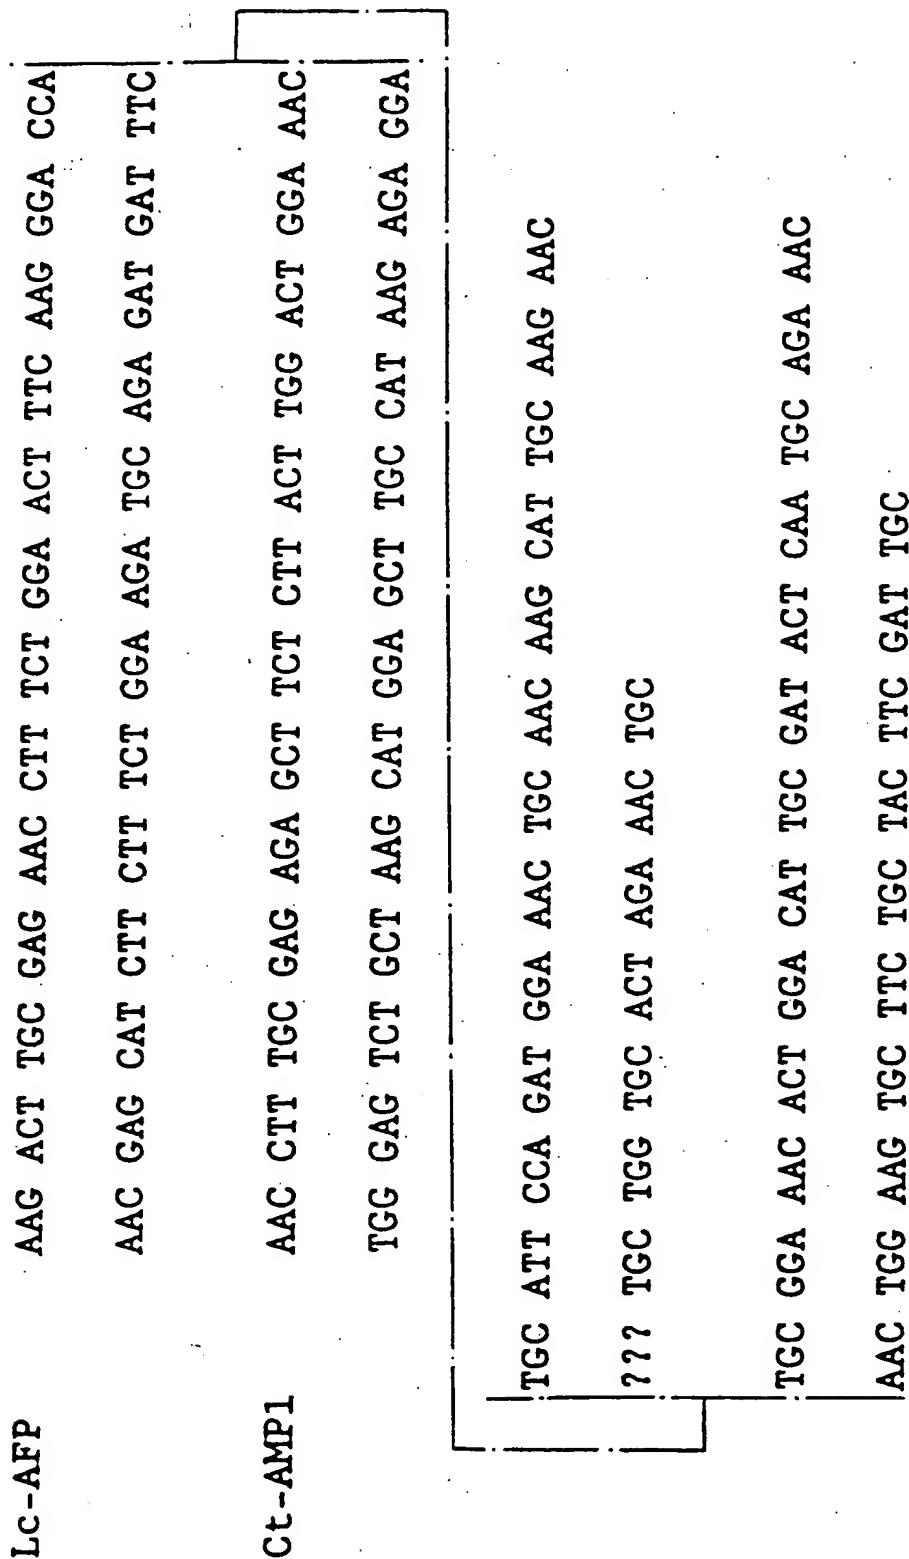 Lc-AFP AAG ACT TGC GAG AAC CTT TCT GGA ACT TTC AAG GGA CCA
AAC GAG CAT CTT CTT TCT GGA AGA TGC AGA GAT GAT TTC
Ct-AMP1 AAC CTT TGC GAG AGA GCT TCT CTT ACT TGG ACT GGA AAC
TGG GAG TCT GCT AAG CAT GGA GCT TGC CAT AAG AGA GGA
TGC ATT CCA GAT GGA AAC TGC AAC AAG CAT TGC AAG AAC
??? TGC TGG TGC ACT AGA AAC TGC
TGC GGA AAC ACT GGA CAT TGC GAT ACT CAA TGC AGA AAC
AAC TGG AAG TGC TTC TGC TAC TTC GAT TGC